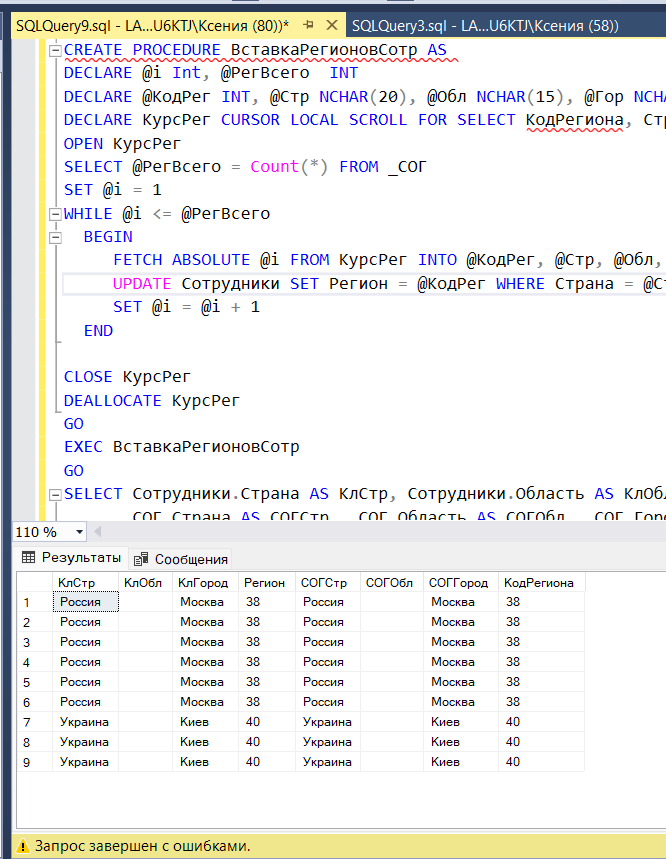 SQLQuery9.sql - LA...U6KTJ\Ксения (80))* SQLQuery3.sql - LA...U6KTJ\Ксения (58))
CREATE PROCEDURE ВставкаРегионовСотр AS
DECLARE @i Int, @РегВсего INT
DECLARE @КодРег INT, @Стр NCHAR(20), @Обл NCHAR(15), @Гор NCHA
DECLARE КурсРег CURSOR LOCAL SCROLL FOR SELECT КодРегиона, Стр
OPEN КурсРег
SELECT @РегВсего = Count(*) FROM _СОГ
SET @i = 1
WHILE @i <= @РегВсего
BEGIN
FETCH ABSOLUTE @i FROM КурсРег INTO @КодРег, @Стр, @Обл,
UPDATE Сотрудники SET Регион = @КодРег WHERE Страна = @Ст
SET @i = @i + 1
END
CLOSE КурсРег
DEALLOCATE КурсРег
GO
EXEC ВставкаРегионовСотр
GO
SELECT Сотрудники.Страна AS КлСтр, Сотрудники.Область AS КлОбл
_СОГ.Страна AS СОГСтр, _СОГ.Область AS СОГОбл, _СОГ.Горо
110 %
Результаты Сообщения
КлСтр КлОбл КлГород Регион СОГСтр СОГОбл СОГГород КодРегиона
1 Россия Москва 38 Россия Москва 38
2 Россия Москва 38 Россия Москва 38
3 Россия Москва 38 Россия Москва 38
4 Россия Москва 38 Россия Москва 38
5 Россия Москва 38 Россия Москва 38
6 Россия Москва 38 Россия Москва 38
7 Украина Киев 40 Украина Киев 40
8 Украина Киев 40 Украина Киев 40
9 Украина Киев 40 Украина Киев 40
Запрос завершен с ошибками.